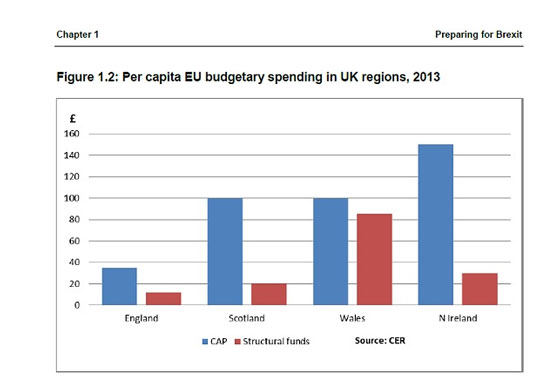 Chapter 1 Preparing for Brexit
Figure 1.2: Per capita EU budgetary spending in UK regions, 2013
£
160
140
120
100
80
60
40
20
0
England Scotland Wales N Ireland
CAP Structural funds Source: CER